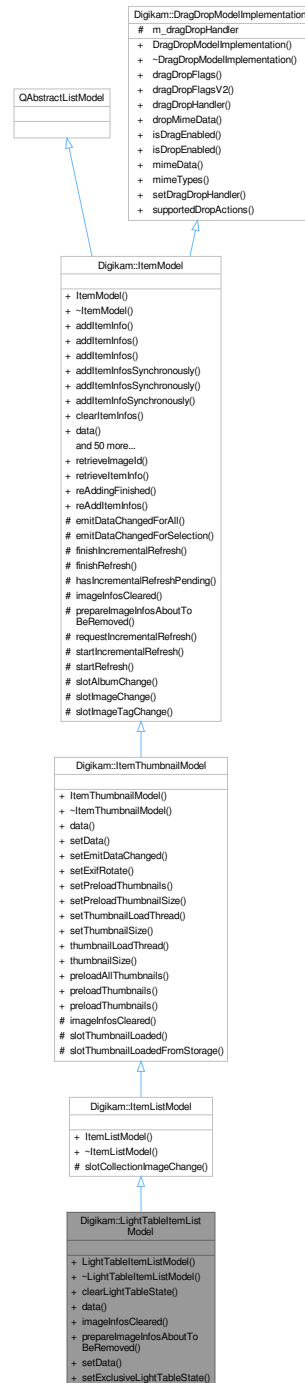 Digikam::DragDropModelImplementation
# m_dragDropHandler
+ DragDropModelImplementation()
+ ~DragDropModelImplementation()
+ dragDropFlags()
+ dragDropFlagsV2()
+ dragDropHandler()
+ dropMimeData()
+ isDragEnabled()
+ isDropEnabled()
+ mimeData()
+ mimeTypes()
+ setDragDropHandler()
+ supportedDropActions()
QAbstractListModel
Digikam::ItemModel
+ ItemModel()
+ ~ItemModel()
+ addItemInfo()
+ addItemInfos()
+ addItemInfos()
+ addItemInfosSynchronously()
+ addItemInfosSynchronously()
+ addItemInfoSynchronously()
+ clearItemInfos()
+ data()
and 50 more...
+ retrieveImageId()
+ retrieveItemInfo()
+ reAddingFinished()
+ reAddItemInfos()
# emitDataChangedForAll()
# emitDataChangedForSelection()
# finishIncrementalRefresh()
# finishRefresh()
# hasIncrementalRefreshPending()
# imageInfosCleared()
# prepareImageInfosAboutTo
BeRemoved()
# requestIncrementalRefresh()
# startIncrementalRefresh()
# startRefresh()
# slotAlbumChange()
# slotImageChange()
# slotImageTagChange()
Digikam::ItemThumbnailModel
+ ItemThumbnailModel()
+ ~ItemThumbnailModel()
+ data()
+ setData()
+ setEmitDataChanged()
+ setExifRotate()
+ setPreloadThumbnails()
+ setPreloadThumbnailSize()
+ setThumbnailLoadThread()
+ setThumbnailSize()
+ thumbnailLoadThread()
+ thumbnailSize()
+ preloadAllThumbnails()
+ preloadThumbnails()
+ preloadThumbnails()
# imageInfosCleared()
# slotThumbnailLoaded()
# slotThumbnailLoadedFromStorage()
Digikam::ItemListModel
+ ItemListModel()
+ ~ItemListModel()
# slotCollectionImageChange()
Digikam::LightTableItemList
Model
+ LightTableItemListModel()
+ ~LightTableItemListModel()
+ clearLightTableState()
+ data()
+ imageInfosCleared()
+ prepareImageInfosAboutTo
BeRemoved()
+ setData()
+ setExclusiveLightTableState()